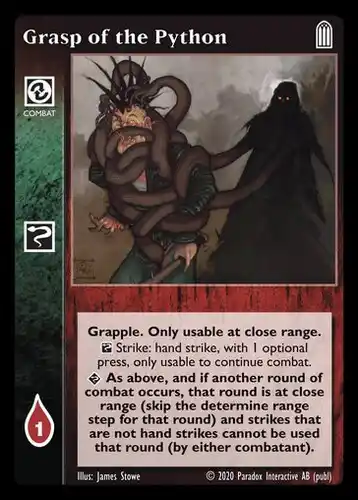 Grasp of the Python
COMBAT
Grapple. Only usable at close range.
Strike: hand strike, with 1 optional
press, only usable to continue combat.
As above, and if another round of
combat occurs, that round is at close
range (skip the determine range
step for that round) and strikes that
are not hand strikes cannot be used
that round (by either combatant).
1
Illus: James Stowe
© 2020 Paradox Interactive AB (publ)